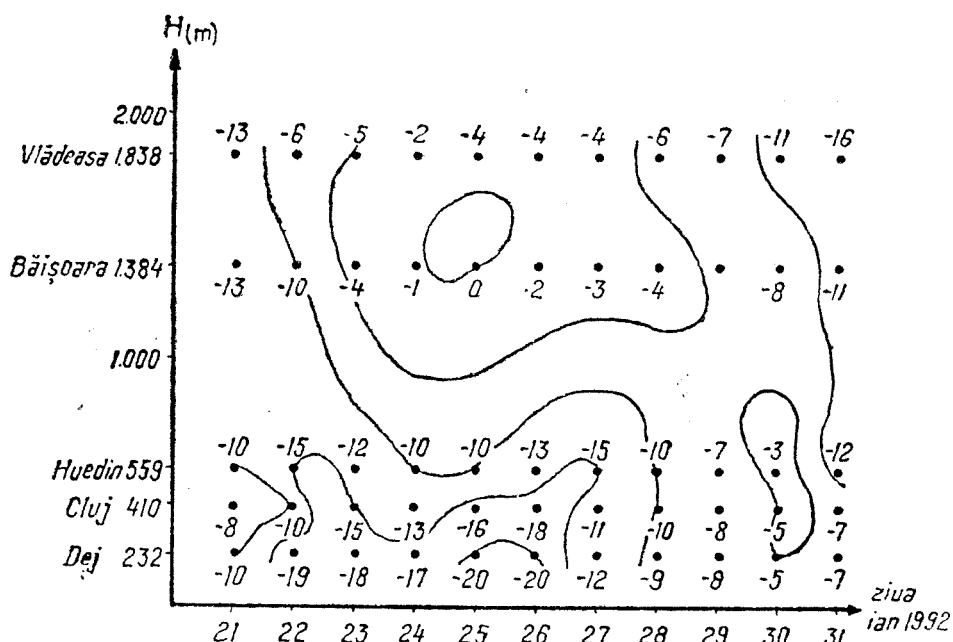 H(m)
2.000
-13 -6 -5 -2 -4 -4 -4 -6 -7 -11 -16
Vlădeasa 1.838
Băișoara 1.384
-13 -10 -4 -1 0 -2 -3 -4 -8 -11
1.000
-10 -15 -12 -10 -10 -13 -15 -10 -7 -3 -12
Huedin 559
Cluj 410
-8 -10 -15 -13 -16 -18 -11 -10 -8 -5 -7
Dej 232
-10 -19 -18 -17 -20 -20 -12 -9 -8 -5 -7
ziua
ian 1992
21 22 23 24 25 26 27 28 29 30 31